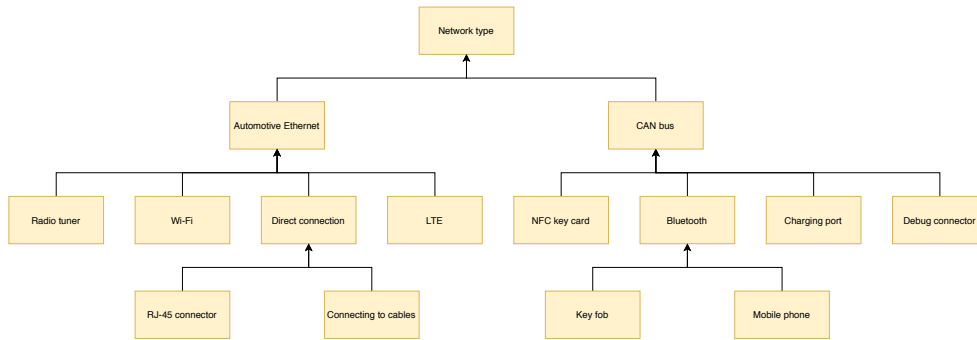 Network type
Automotive Ethernet
CAN bus
Radio tuner
Wi-Fi
Direct connection
LTE
NFC key card
Bluetooth
Charging port
Debug connector
RJ-45 connector
Connecting to cables
Key fob
Mobile phone